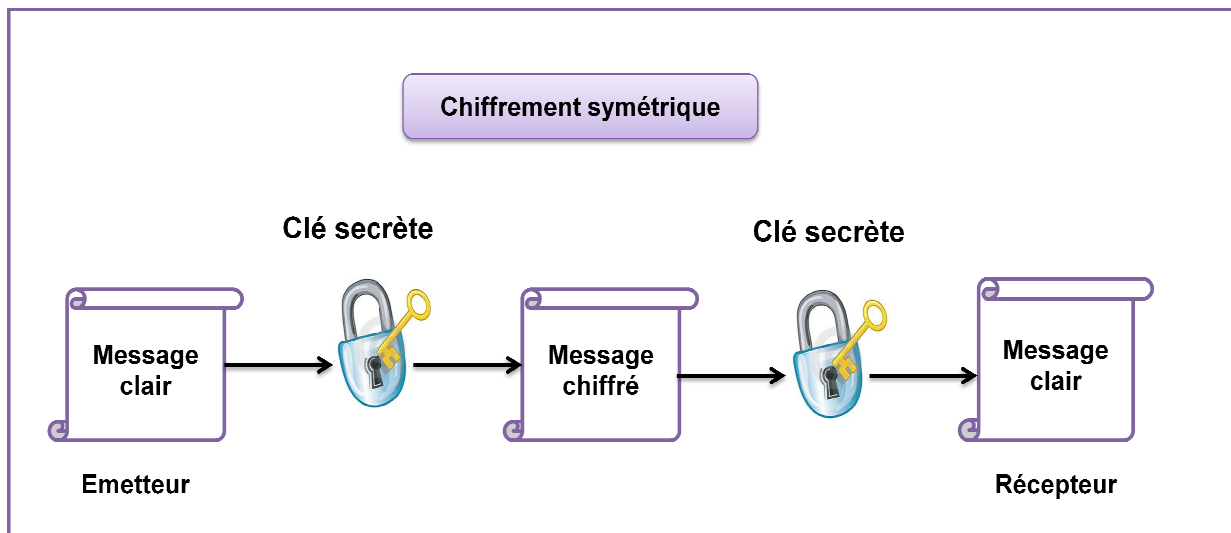 Chiffrement symétrique
Clé secrète
Clé secrète
Message
clair
Message
chiffré
Message
clair
Emetteur
Récepteur